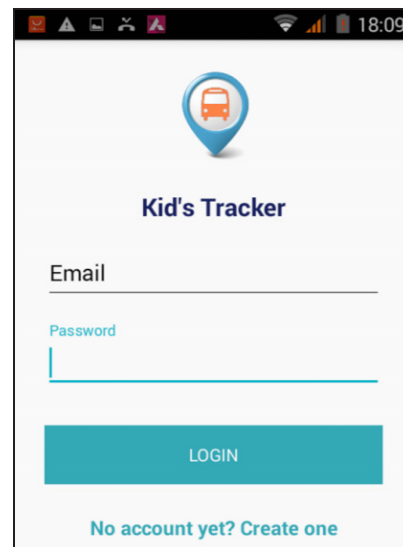 18:09
Kid's Tracker
Email
Password
LOGIN
No account yet? Create one